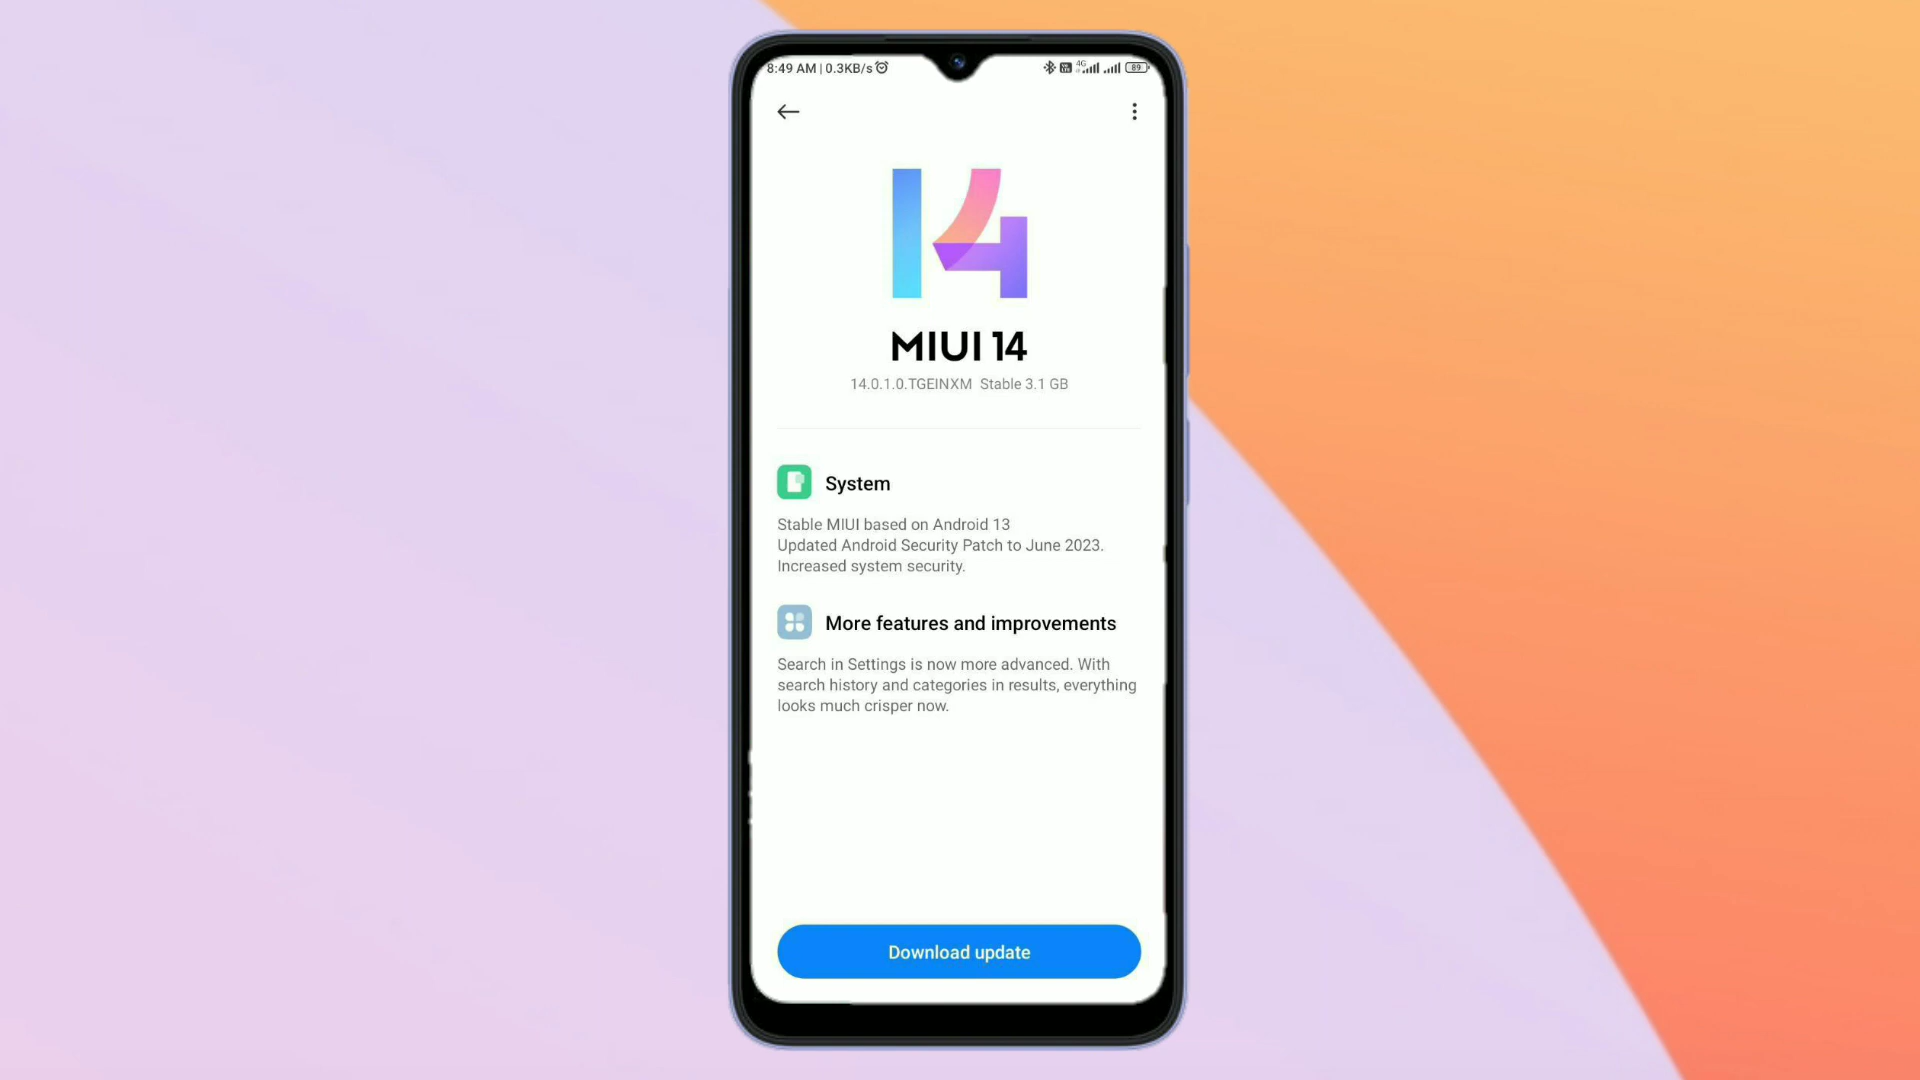 8:49 AM | 0.3KB/s
4G
89
14
MIUI 14
14.0.1.0.TGEINXM Stable 3.1 GB
System
Stable MIUI based on Android 13
Updated Android Security Patch to June 2023.
Increased system security.
More features and improvements
Search in Settings is now more advanced. With
search history and categories in results, everything
looks much crisper now.
Download update